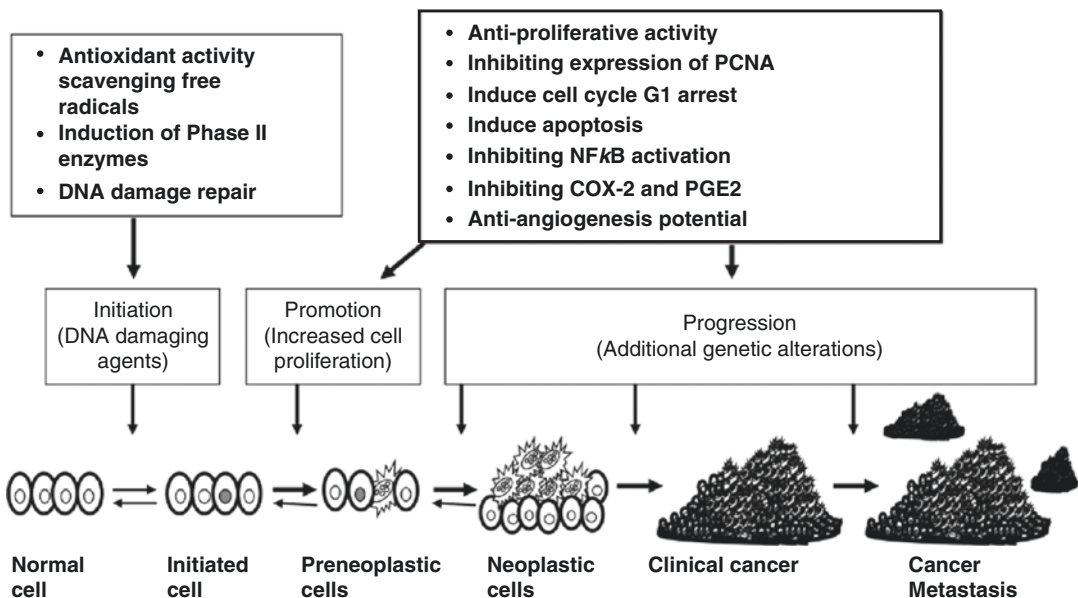 • Antioxidant activity
scavenging free
radicals
• Induction of Phase II
enzymes
• DNA damage repair
• Anti-proliferative activity
• Inhibiting expression of PCNA
• Induce cell cycle G1 arrest
• Induce apoptosis
• Inhibiting NFkB activation
• Inhibiting COX-2 and PGE2
• Anti-angiogenesis potential
Initiation
(DNA damaging
agents)
Promotion
(Increased cell
proliferation)
Progression
(Additional genetic alterations)
Normal
cell
Initiated
cell
Preneoplastic
cells
Neoplastic
cells
Clinical cancer
Cancer
Metastasis